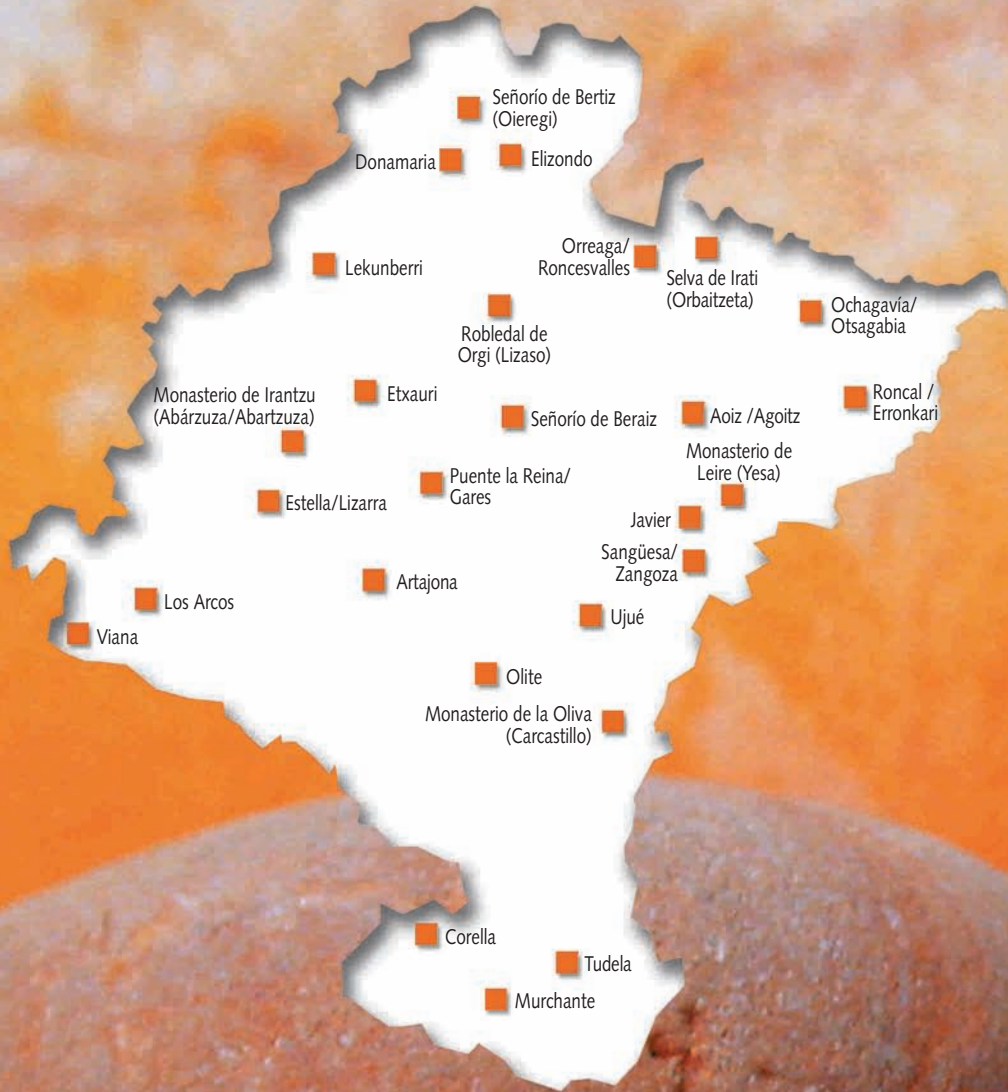 Señorío de Bertiz
(Oieregi)
Donamaria
Elizondo
Orreaga/
Roncesvalles
Selva de Irati
(Orbaitzeta)
Lekunberri
Ochagavía/
Otsagabia
Robledal de
Orgi (Lizaso)
Monasterio de Irantzu
(Abárzuza/Abartzuza)
Etxauri
Señorío de Beraiz
Aoiz /Agoitz
Roncal /
Erronkari
Monasterio de
Leire (Yesa)
Puente la Reina/
Gares
Estella/Lizarra
Javier
Sangüesa/
Zangoza
Artajona
Los Arcos
Ujué
Viana
Olite
Monasterio de la Oliva
(Carcastillo)
Corella
Tudela
Murchante